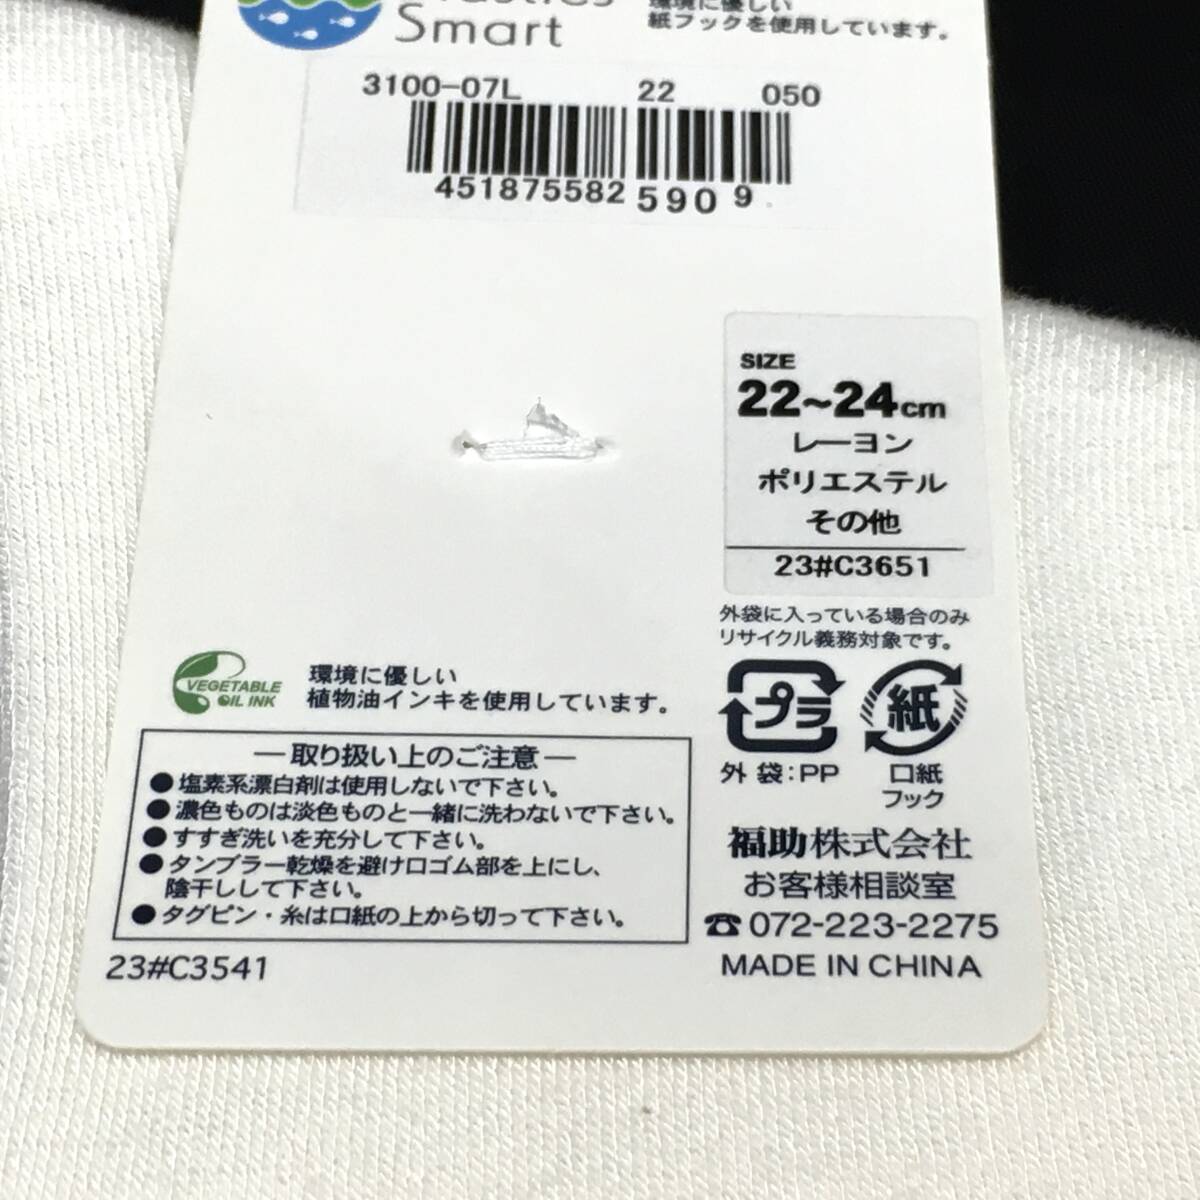 Smart
紙フックを使用しています。
3100-07L 22 050
451875582 590 9
SIZE
22~24cm
レーヨン
ポリエステル
その他
23#C3651
外袋に入っている場合のみ
リサイクル義務対象です。
プラ
紙
外袋:PP
口紙
フック
VEGETABLE
OIL INK
環境に優しい
植物油インキを使用しています。
―取り扱い上のご注意―
●塩素系漂白剤は使用しないで下さい。
●濃色ものは淡色ものと一緒に洗わないで下さい。
●すすぎ洗いを充分して下さい。
●タンブラー乾燥を避け口ゴム部を上にし、
陰干しして下さい。
●タグピン・糸は口紙の上から切って下さい。
23#C3541
福助株式会社
お客様相談室
☎072-223-2275
MADE IN CHINA